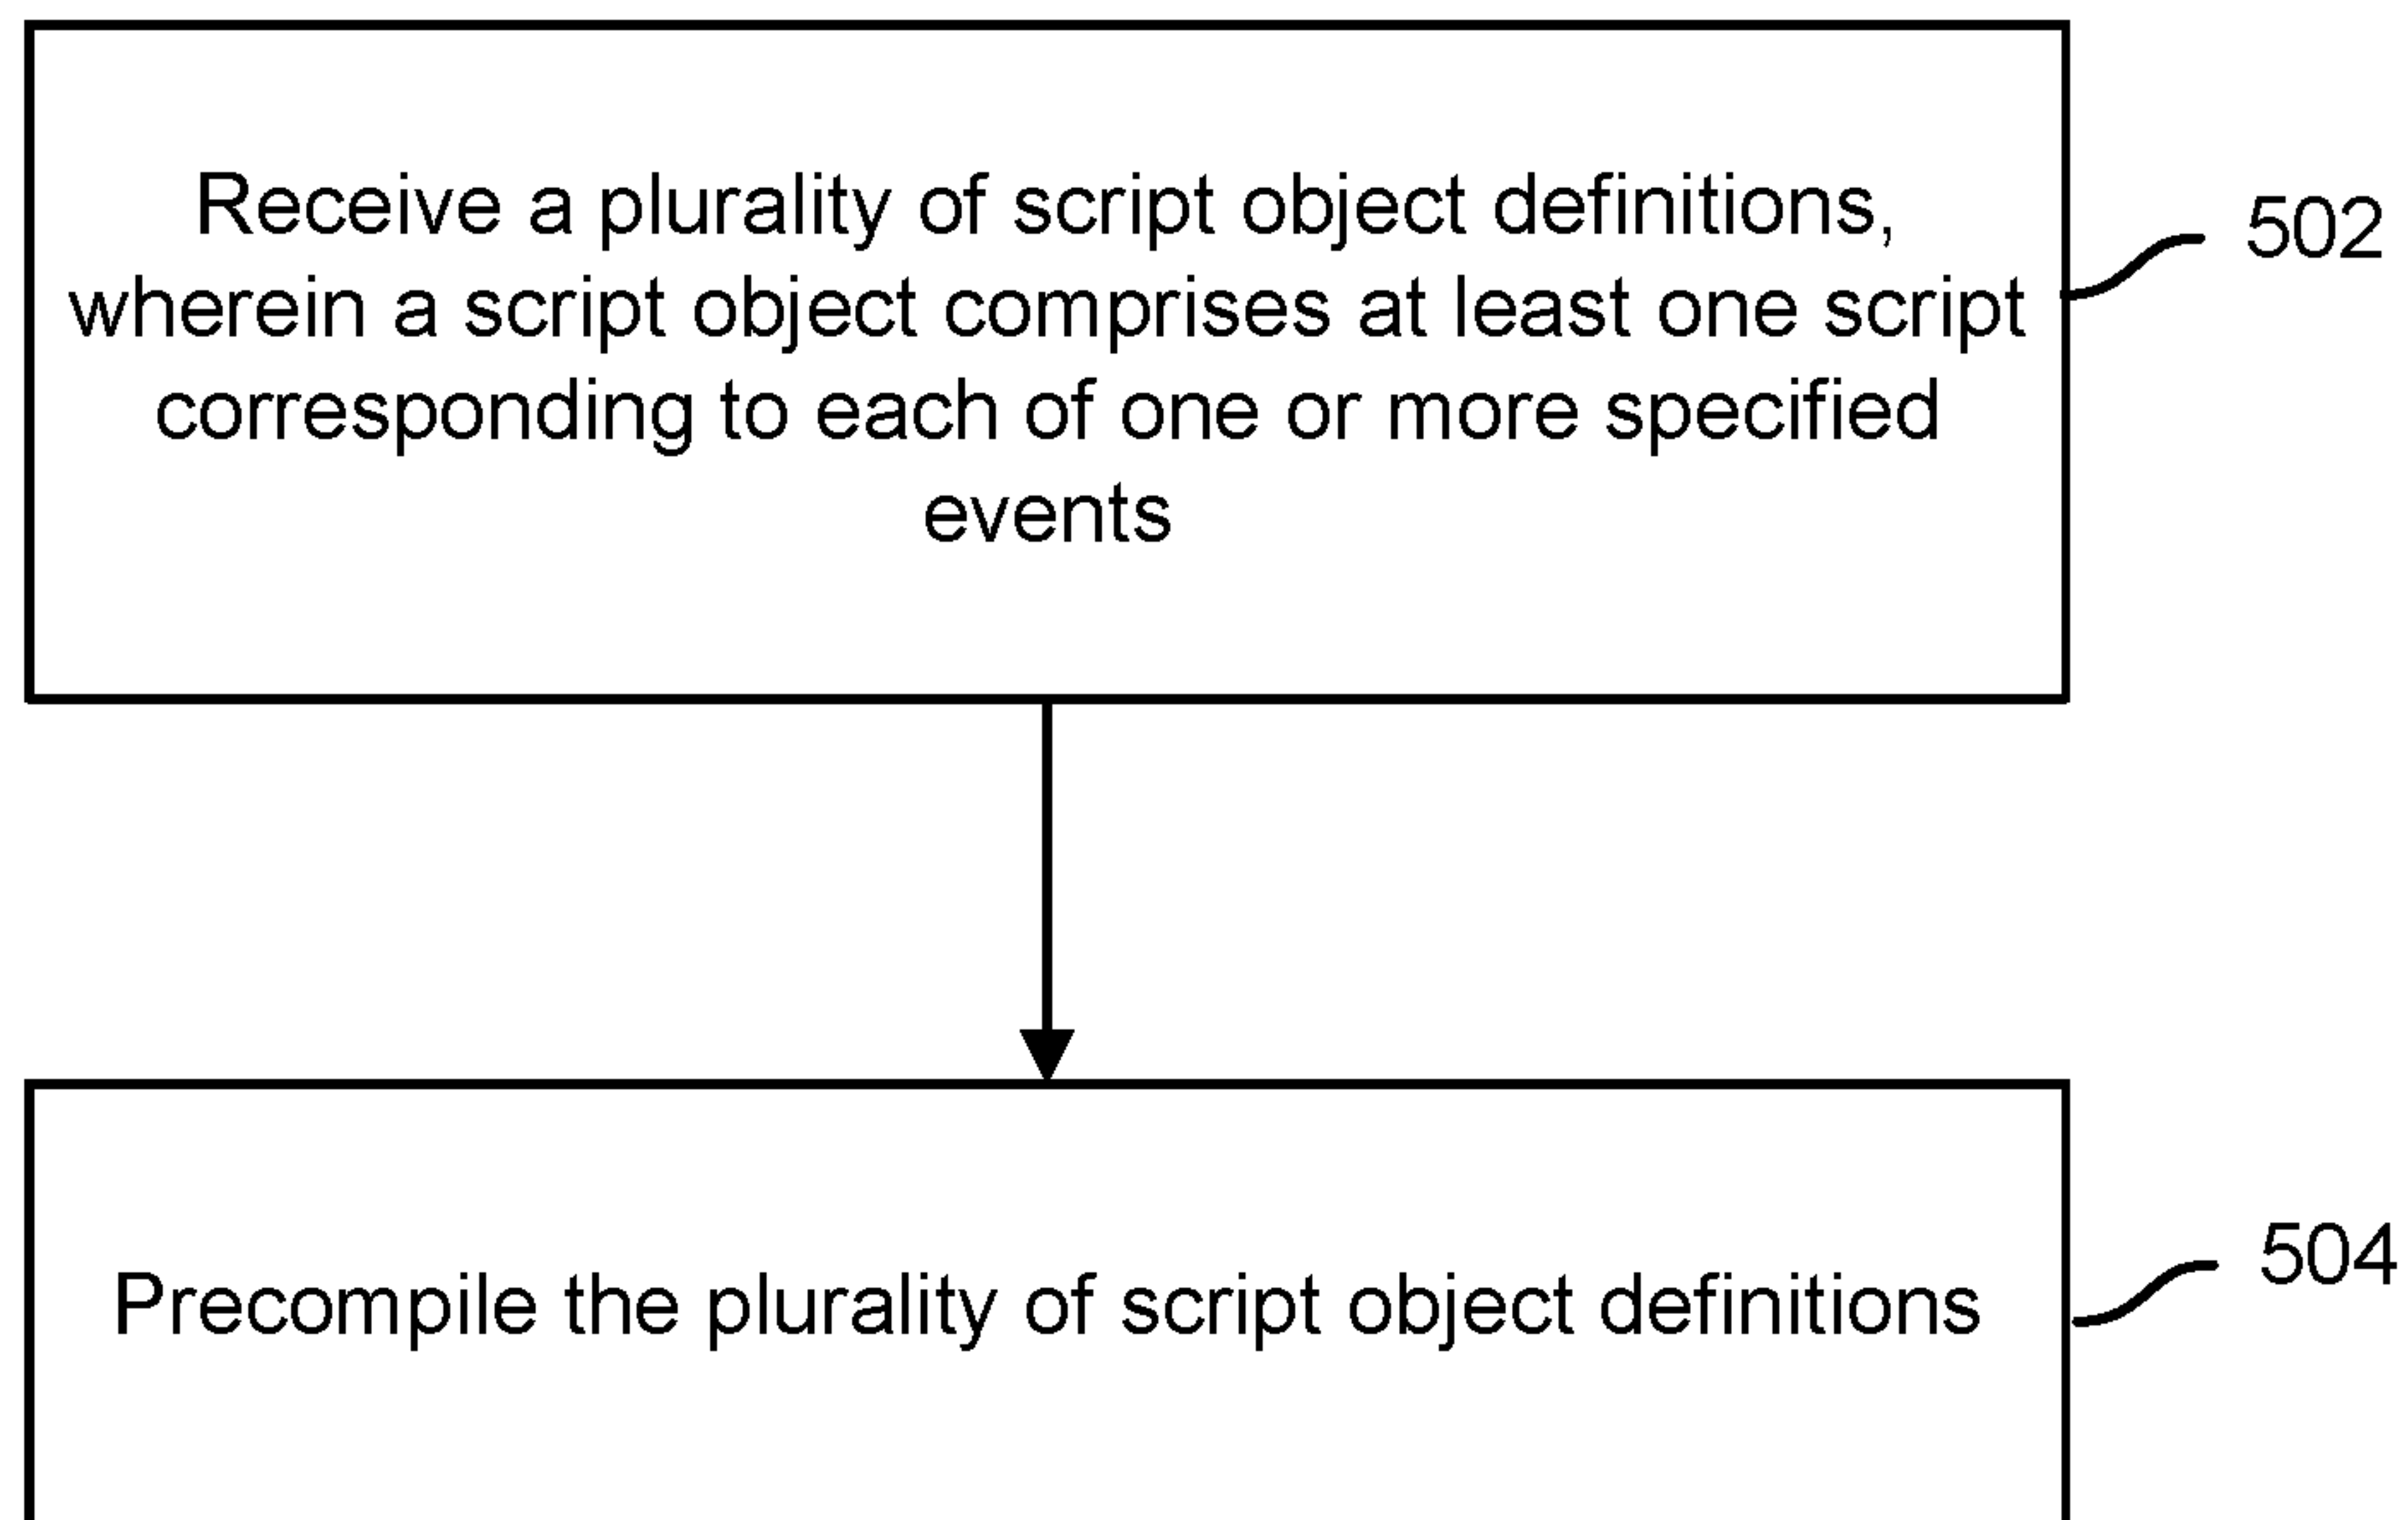 Receive a plurality of script object definitions,
wherein a script object comprises at least one script
corresponding to each of one or more specified
events
502
Precompile the plurality of script object definitions
504